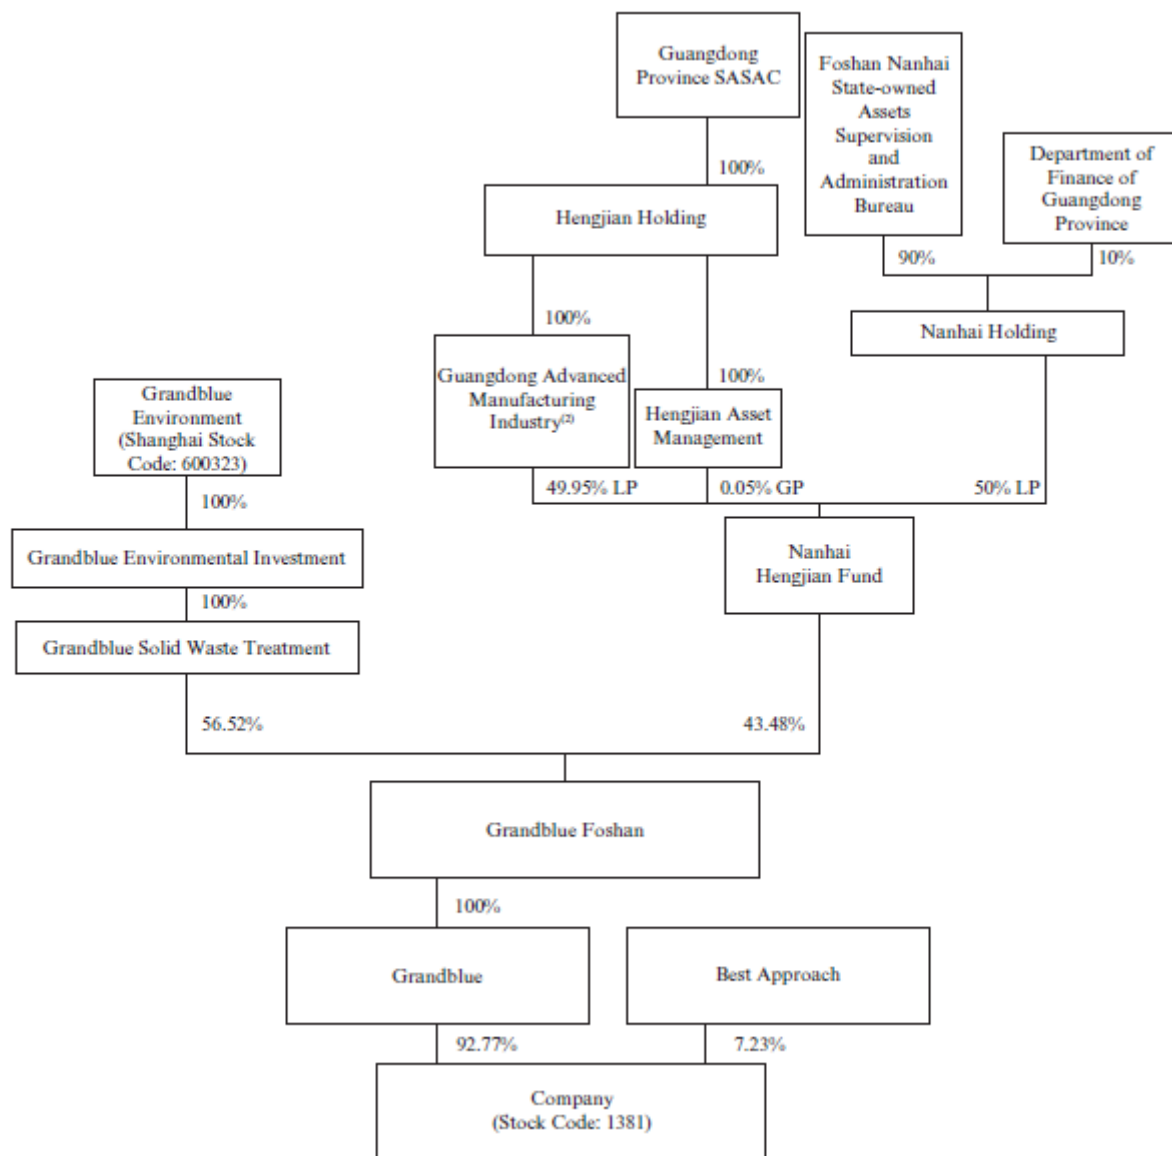 Guangdong
Province SASAC
Foshan Nanhai
State-owned
Assets
Supervision
and
Administration
Bureau
Department of
Finance of
Guangdong
Province
100%
Hengjian Holding
90%
10%
100%
Nanhai Holding
Guangdong Advanced
Manufacturing
Industry(2)
100%
Hengjian Asset
Management
Grandblue
Environment
(Shanghai Stock
Code: 600323)
49.95% LP
0.05% GP
50% LP
100%
Grandblue Environmental Investment
Nanhai
Hengjian Fund
100%
Grandblue Solid Waste Treatment
56.52%
43.48%
Grandblue Foshan
100%
Grandblue
Best Approach
92.77%
7.23%
Company
(Stock Code: 1381)